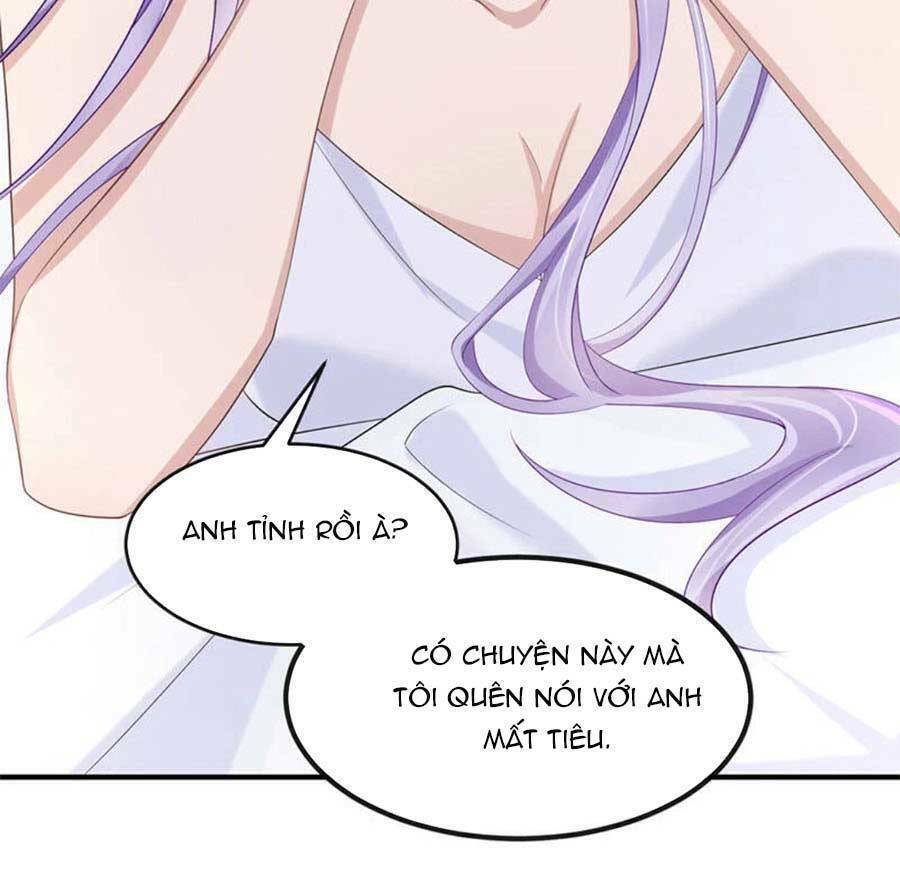 ANH TỈNH RỒI À?
CÓ CHUYỆN NÀY MÀ
TÔI QUÊN NÓI VỚI ANH
MẤT TIÊU.